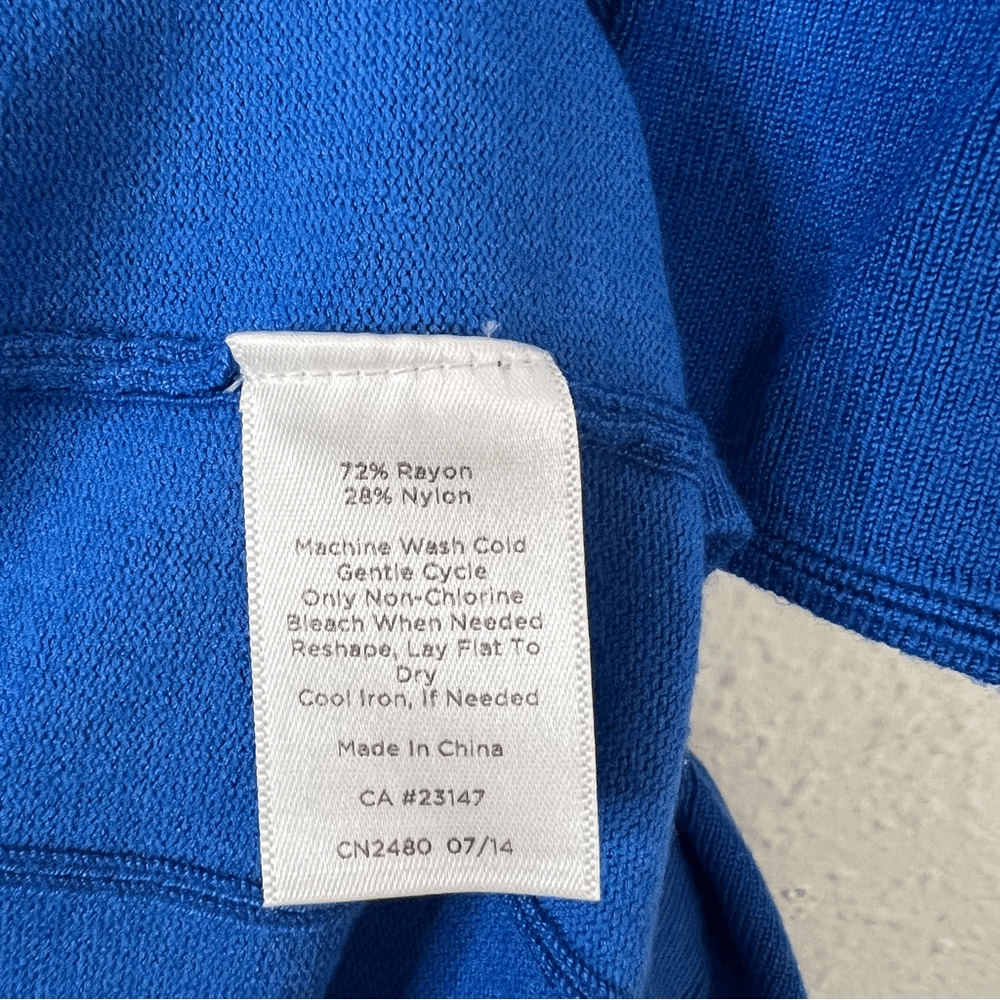 72% Rayon
28% Nylon
Machine Wash Cold
Gentle Cycle
Only Non-Chlorine
Bleach When Needed
Reshape, Lay Flat To
Dry
Cool Iron, If Needed
Made In China
CA #23147
CN2480 07/14